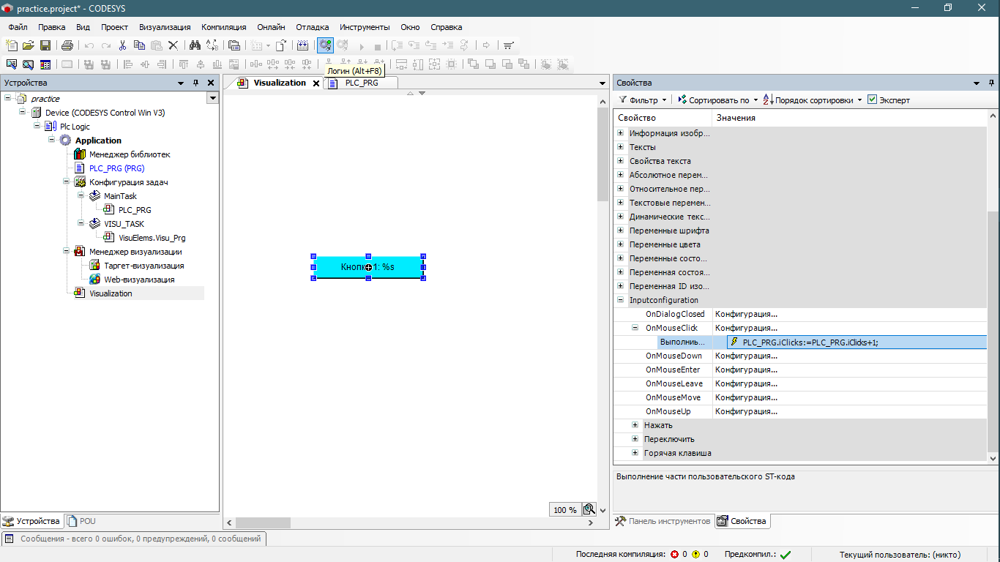 practice.project* - CODESYS
Файл Правка Вид Проект Визуализация Компиляция Онлайн Отладка Инструменты Окно Справка
Логин (Alt+F8)
Устройства
Visualization
PLC_PRG
Свойства
practice
Device (CODESYS Control Win V3)
Plc Logic
Application
Менеджер библиотек
PLC_PRG (PRG)
Конфигурация задач
MainTask
PLC_PRG
VISU_TASK
VisuElems.Visu_Prg
Менеджер визуализации
Таргет-визуализация
Web-визуализация
Visualization
Кнопк 1: %s
100 %
Фильтр Сортировать по Порядок сортировки Эксперт
Свойство Значения
Информация изобр...
Тексты
Свойства текста
Абсолютное перем...
Относительное пер...
Текстовые перемен...
Динамические текс...
Переменные шрифта
Переменные цвета
Переменные состо...
Переменная состоя...
Переменная ID изо...
Inputconfiguration
OnDialogClosed Конфигурация...
OnMouseClick Конфигурация...
Выполнить... PLC_PRG.iClicks:=PLC_PRG.iClicks+1;
OnMouseDown Конфигурация...
OnMouseEnter Конфигурация...
OnMouseLeave Конфигурация...
OnMouseMove Конфигурация...
OnMouseUp Конфигурация...
Нажать
Переключить
Горячая клавиша
Выполнение части пользовательского ST-кода
Устройства POU
Панель инструментов Свойства
Сообщения - всего 0 ошибок, 0 предупреждений, 0 сообщений
Последняя компиляция: 0 0 Предкомпил.: Текущий пользователь: (никто)